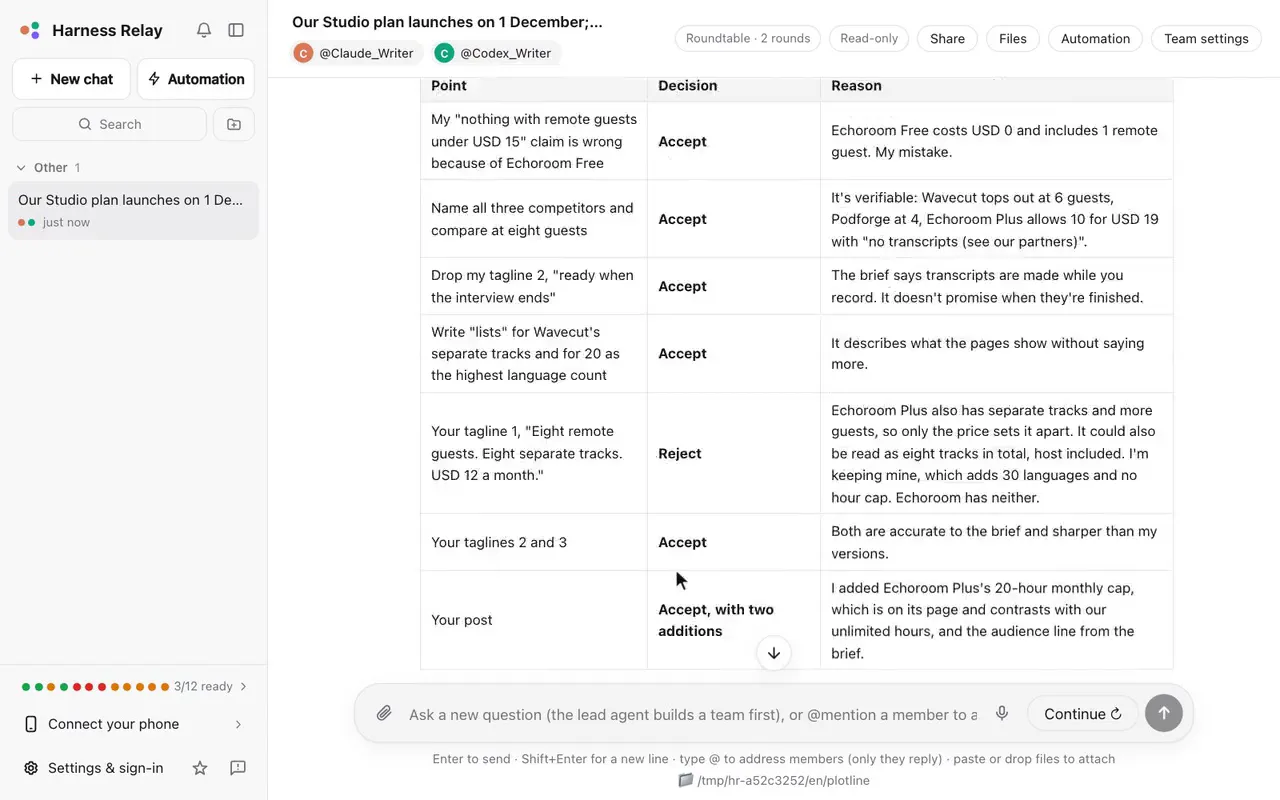 Harness Relay
+ New chat
Automation
Search
Other 1
Our Studio plan launches on 1 De...
just now
3/12 ready
Connect your phone
Settings & sign-in
Our Studio plan launches on 1 December;...
C @Claude_Writer
C @Codex_Writer
Roundtable · 2 rounds
Read-only
Share
Files
Automation
Team settings
Point
Decision
Reason
My "nothing with remote guests
under USD 15" claim is wrong
because of Echoroom Free
Accept
Echoroom Free costs USD 0 and includes 1 remote
guest. My mistake.
Name all three competitors and
compare at eight guests
Accept
It's verifiable: Wavecut tops out at 6 guests,
Podforge at 4, Echoroom Plus allows 10 for USD 19
with "no transcripts (see our partners)".
Drop my tagline 2, "ready when
the interview ends"
Accept
The brief says transcripts are made while you
record. It doesn't promise when they're finished.
Write "lists" for Wavecut's
separate tracks and for 20 as
the highest language count
Accept
It describes what the pages show without saying
more.
Your tagline 1, "Eight remote
guests. Eight separate tracks.
USD 12 a month."
Reject
Echoroom Plus also has separate tracks and more
guests, so only the price sets it apart. It could also
be read as eight tracks in total, host included. I'm
keeping mine, which adds 30 languages and no
hour cap. Echoroom has neither.
Your taglines 2 and 3
Accept
Both are accurate to the brief and sharper than my
versions.
Your post
Accept, with two
additions
I added Echoroom Plus's 20-hour monthly cap,
which is on its page and contrasts with our
unlimited hours, and the audience line from the
brief.
Ask a new question (the lead agent builds a team first), or @mention a member to a
Continue
Enter to send · Shift+Enter for a new line · type @ to address members (only they reply) · paste or drop files to attach
/tmp/hr-a52c3252/en/plotline